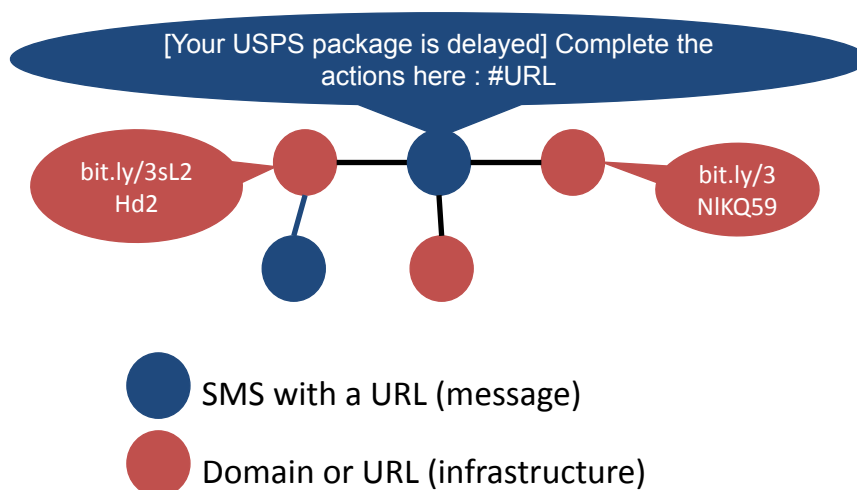 [Your USPS package is delayed] Complete the
actions here : #URL
bit.ly/3sL2
Hd2
bit.ly/3
NlKQ59
SMS with a URL (message)
Domain or URL (infrastructure)